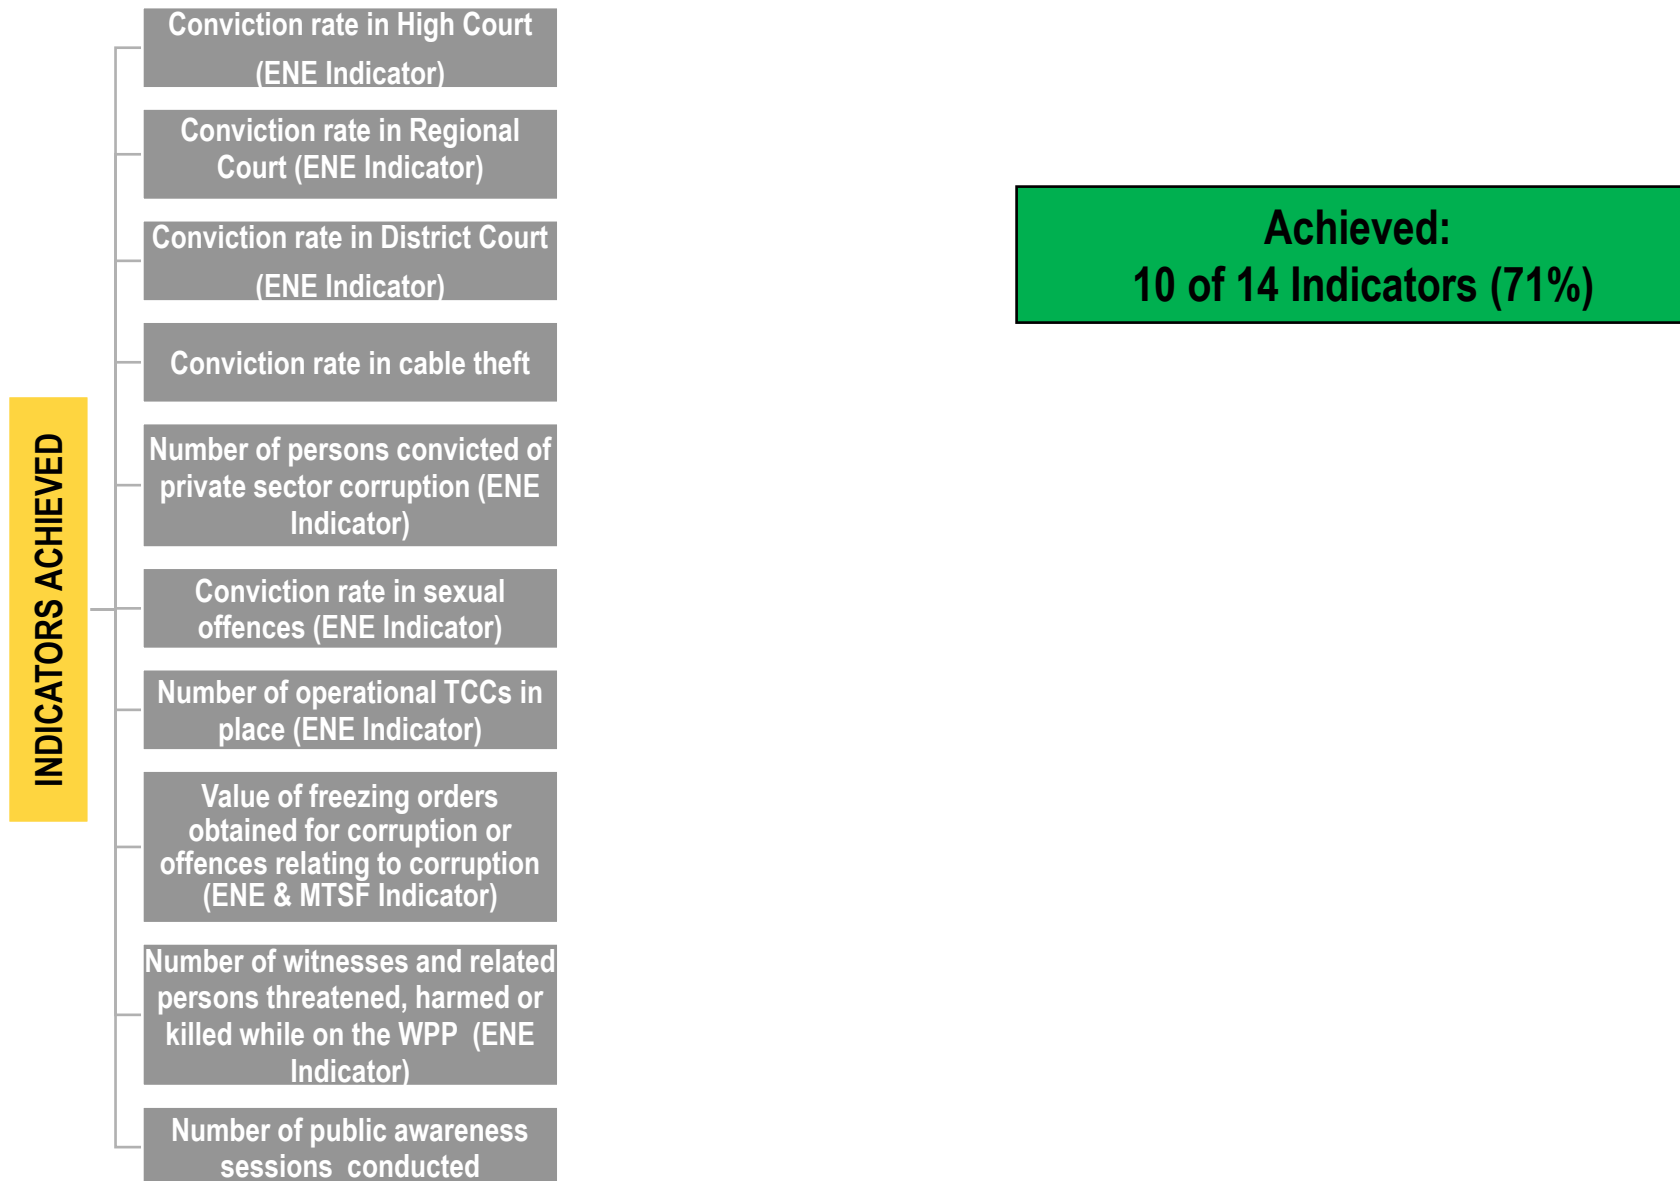 INDICATORS ACHIEVED
Conviction rate in High Court
(ENE Indicator)
Conviction rate in Regional
Court (ENE Indicator)
Conviction rate in District Court
(ENE Indicator)
Conviction rate in cable theft
Number of persons convicted of
private sector corruption (ENE
Indicator)
Conviction rate in sexual
offences (ENE Indicator)
Number of operational TCCs in
place (ENE Indicator)
Value of freezing orders
obtained for corruption or
offences relating to corruption
(ENE & MTSF Indicator)
Number of witnesses and related
persons threatened, harmed or
killed while on the WPP (ENE
Indicator)
Number of public awareness
sessions conducted
Achieved:
10 of 14 Indicators (71%)